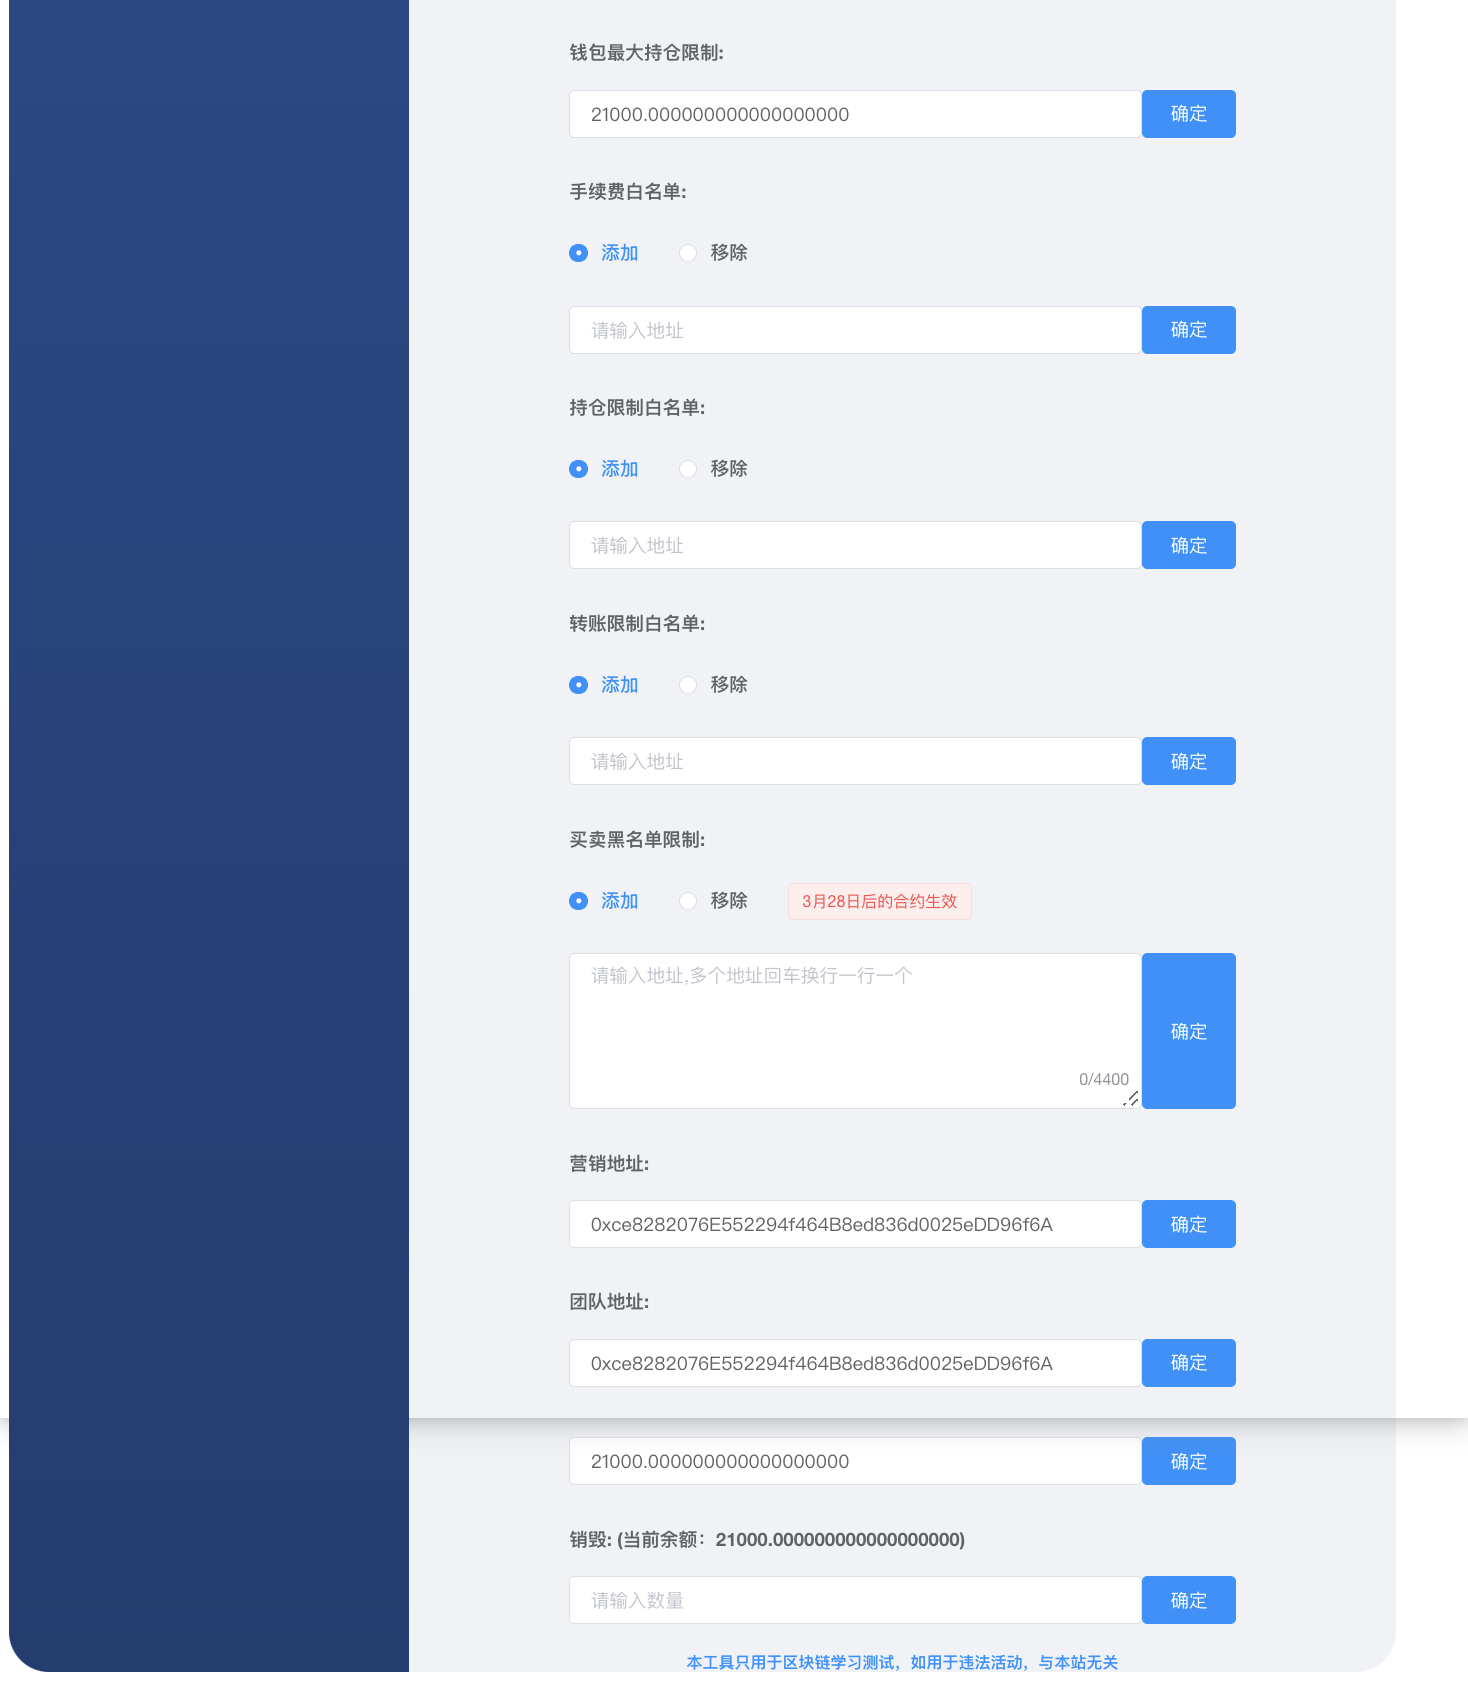 钱包最大持仓限制:
21000.000000000000000000 确定
手续费白名单:
添加 移除
请输入地址 确定
持仓限制白名单:
添加 移除
请输入地址 确定
转账限制白名单:
添加 移除
请输入地址 确定
买卖黑名单限制:
添加 移除 3月28日后的合约生效
请输入地址,多个地址回车换行一行一个
确定
0/4400
营销地址:
0xce8282076E552294f464B8ed836d0025eDD96f6A 确定
团队地址:
0xce8282076E552294f464B8ed836d0025eDD96f6A 确定
21000.000000000000000000 确定
销毁: (当前余额：21000.000000000000000000)
请输入数量 确定
本工具只用于区块链学习测试，如用于违法活动，与本站无关